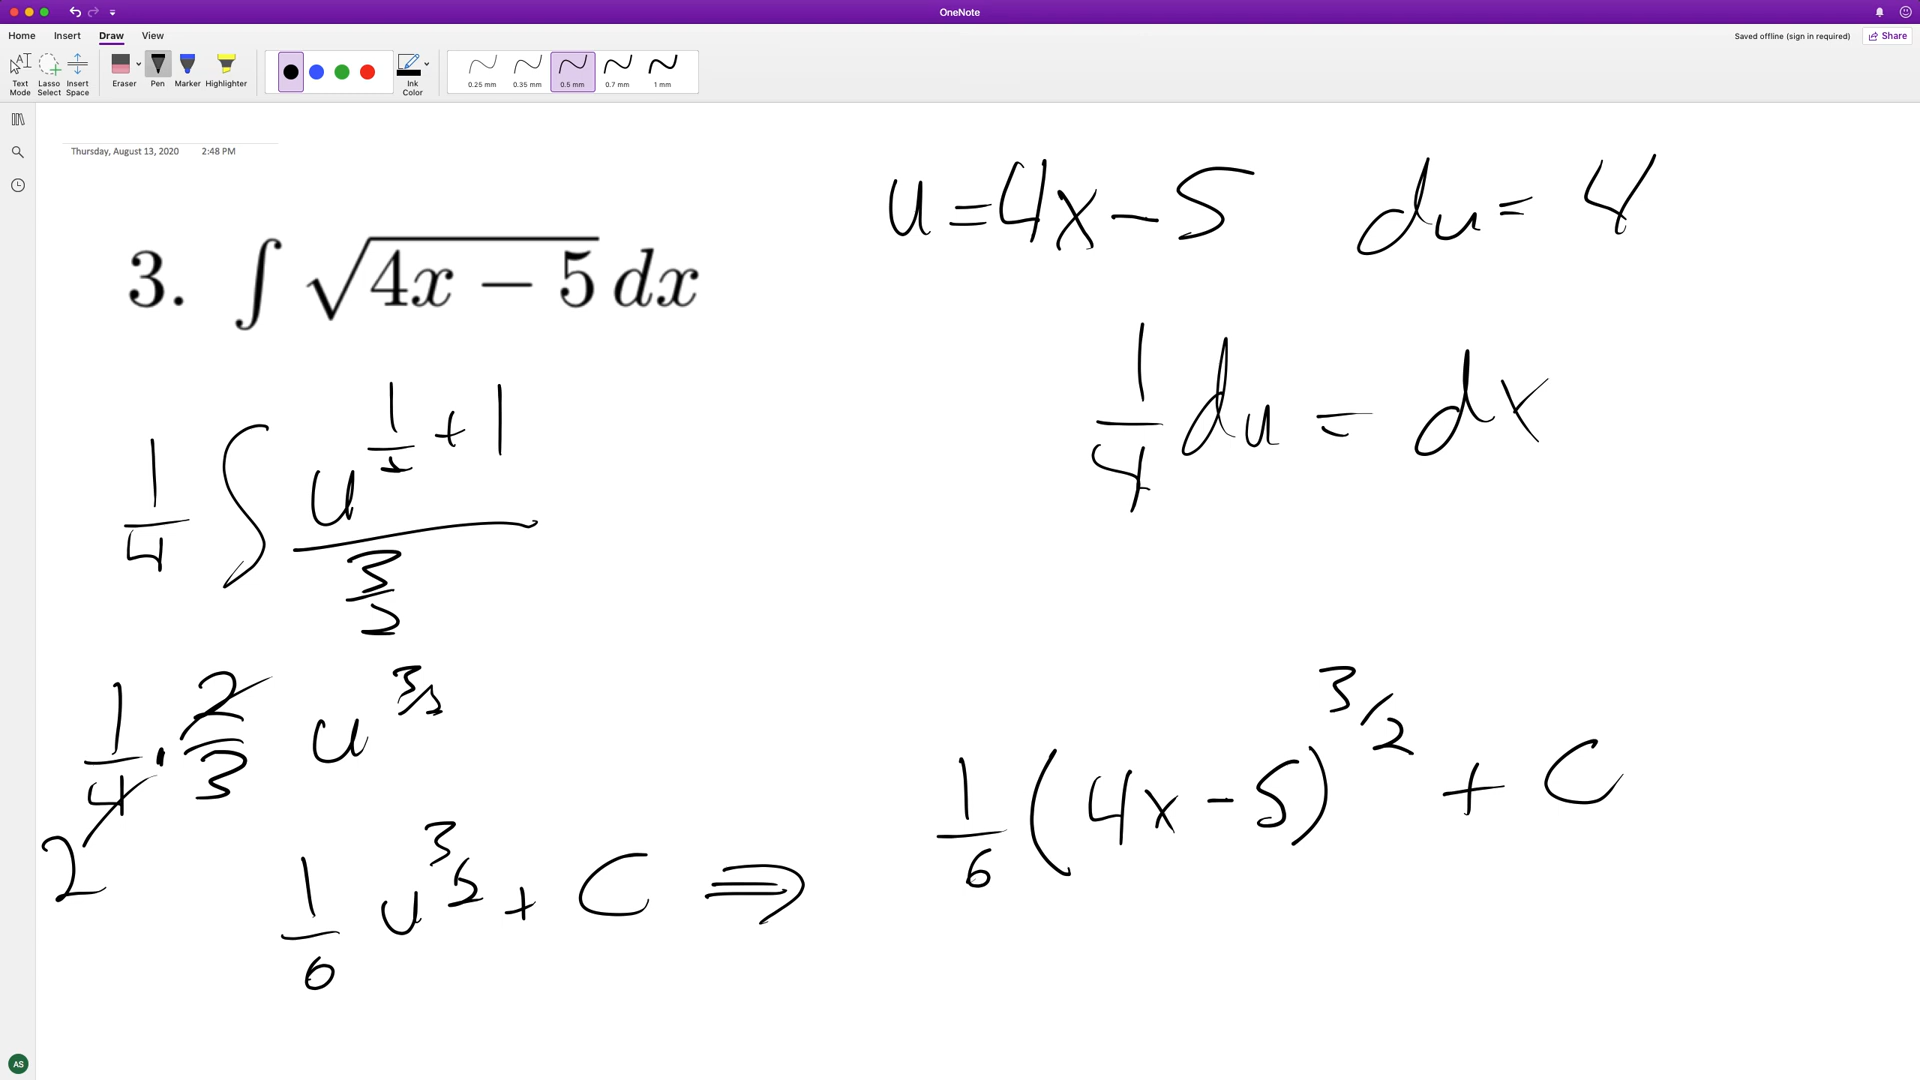 OneNote
Home Insert Draw View
Saved offline (sign in required) Share
Text Mode
Lasso Select
Insert Space
Eraser
Pen
Marker
Highlighter
Ink Color
0.25 mm 0.35 mm 0.5 mm 0.7 mm 1 mm
Thursday, August 13, 2020 2:48 PM
u = 4x - 5 du = 4
3. ∫ √(4x − 5) dx
1/4 du = dx
1/4 ∫ u^(1/2 + 1) / (3/2)
1/4 · 2/3 u^(3/2)
2
1/6 u^(3/2) + C ⇒ 1/6 (4x - 5)^(3/2) + C
AS